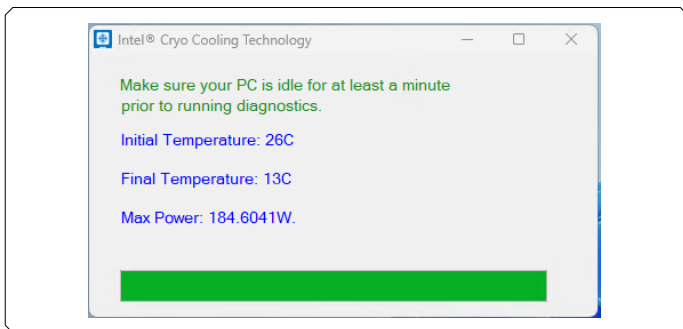 Intel® Cryo Cooling Technology
Make sure your PC is idle for at least a minute
prior to running diagnostics.
Initial Temperature: 26C
Final Temperature: 13C
Max Power: 184.6041W.